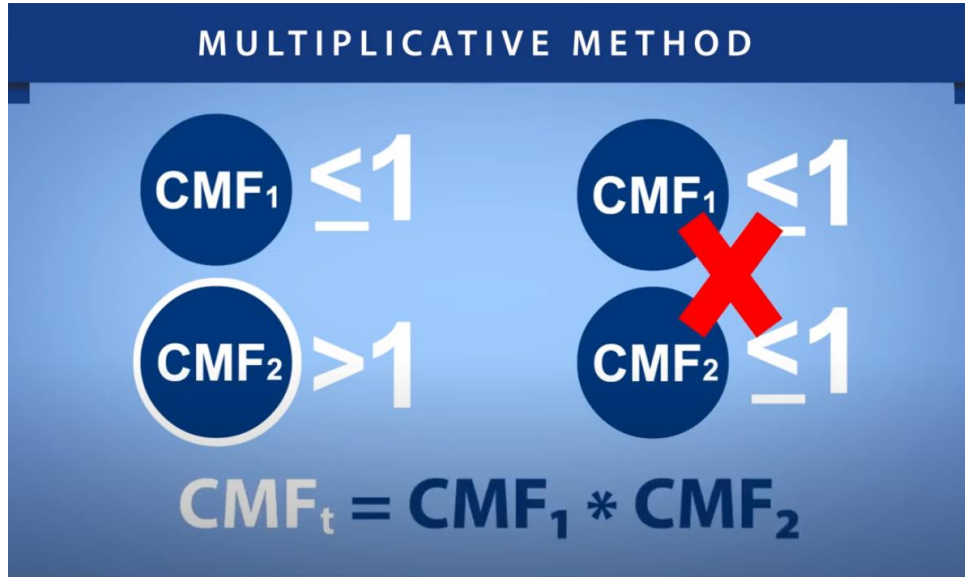 MULTIPLICATIVE METHOD
CMF₁ ≤1
CMF₂ >1
CMF₁ ≤1
CMF₂ ≤1
CMFₜ = CMF₁ * CMF₂